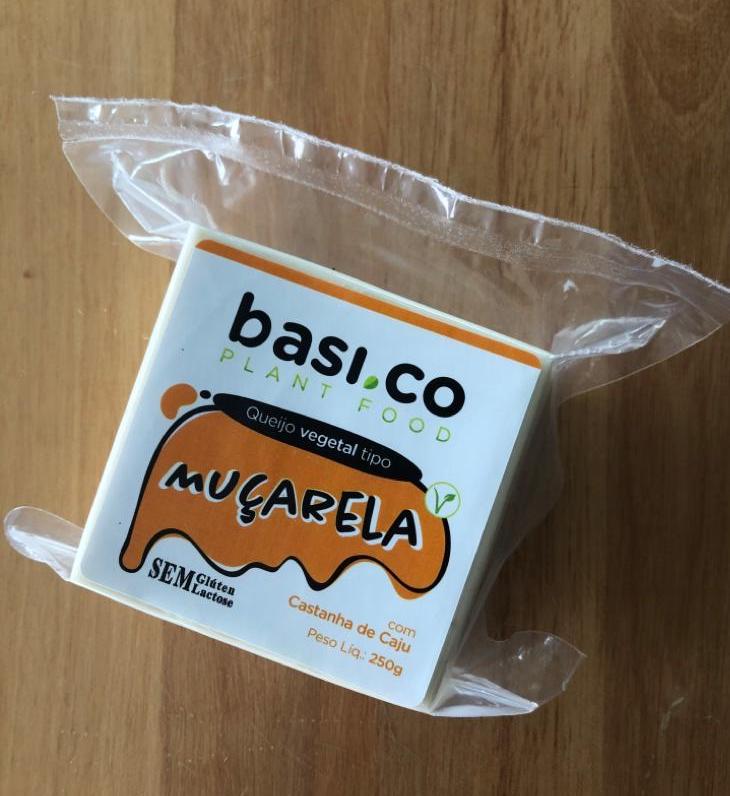 basi.co
PLANT FOOD
Queijo vegetal tipo
MUÇARELA
SEM Glúten
Lactose
com
Castanha de Caju
Peso Líq.: 250g